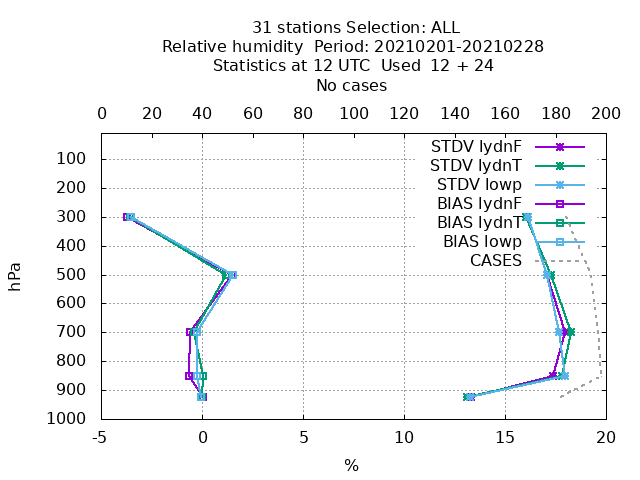 31 stations Selection: ALL
Relative humidity  Period: 20210201-20210228
Statistics at 12 UTC  Used  12 + 24
No cases
0 20 40 60 80 100 120 140 160 180 200
STDV lydnF
STDV lydnT
STDV lowp
BIAS lydnF
BIAS lydnT
BIAS lowp
CASES
hPa
100
200
300
400
500
600
700
800
900
1000
-5 0 5 10 15 20
%